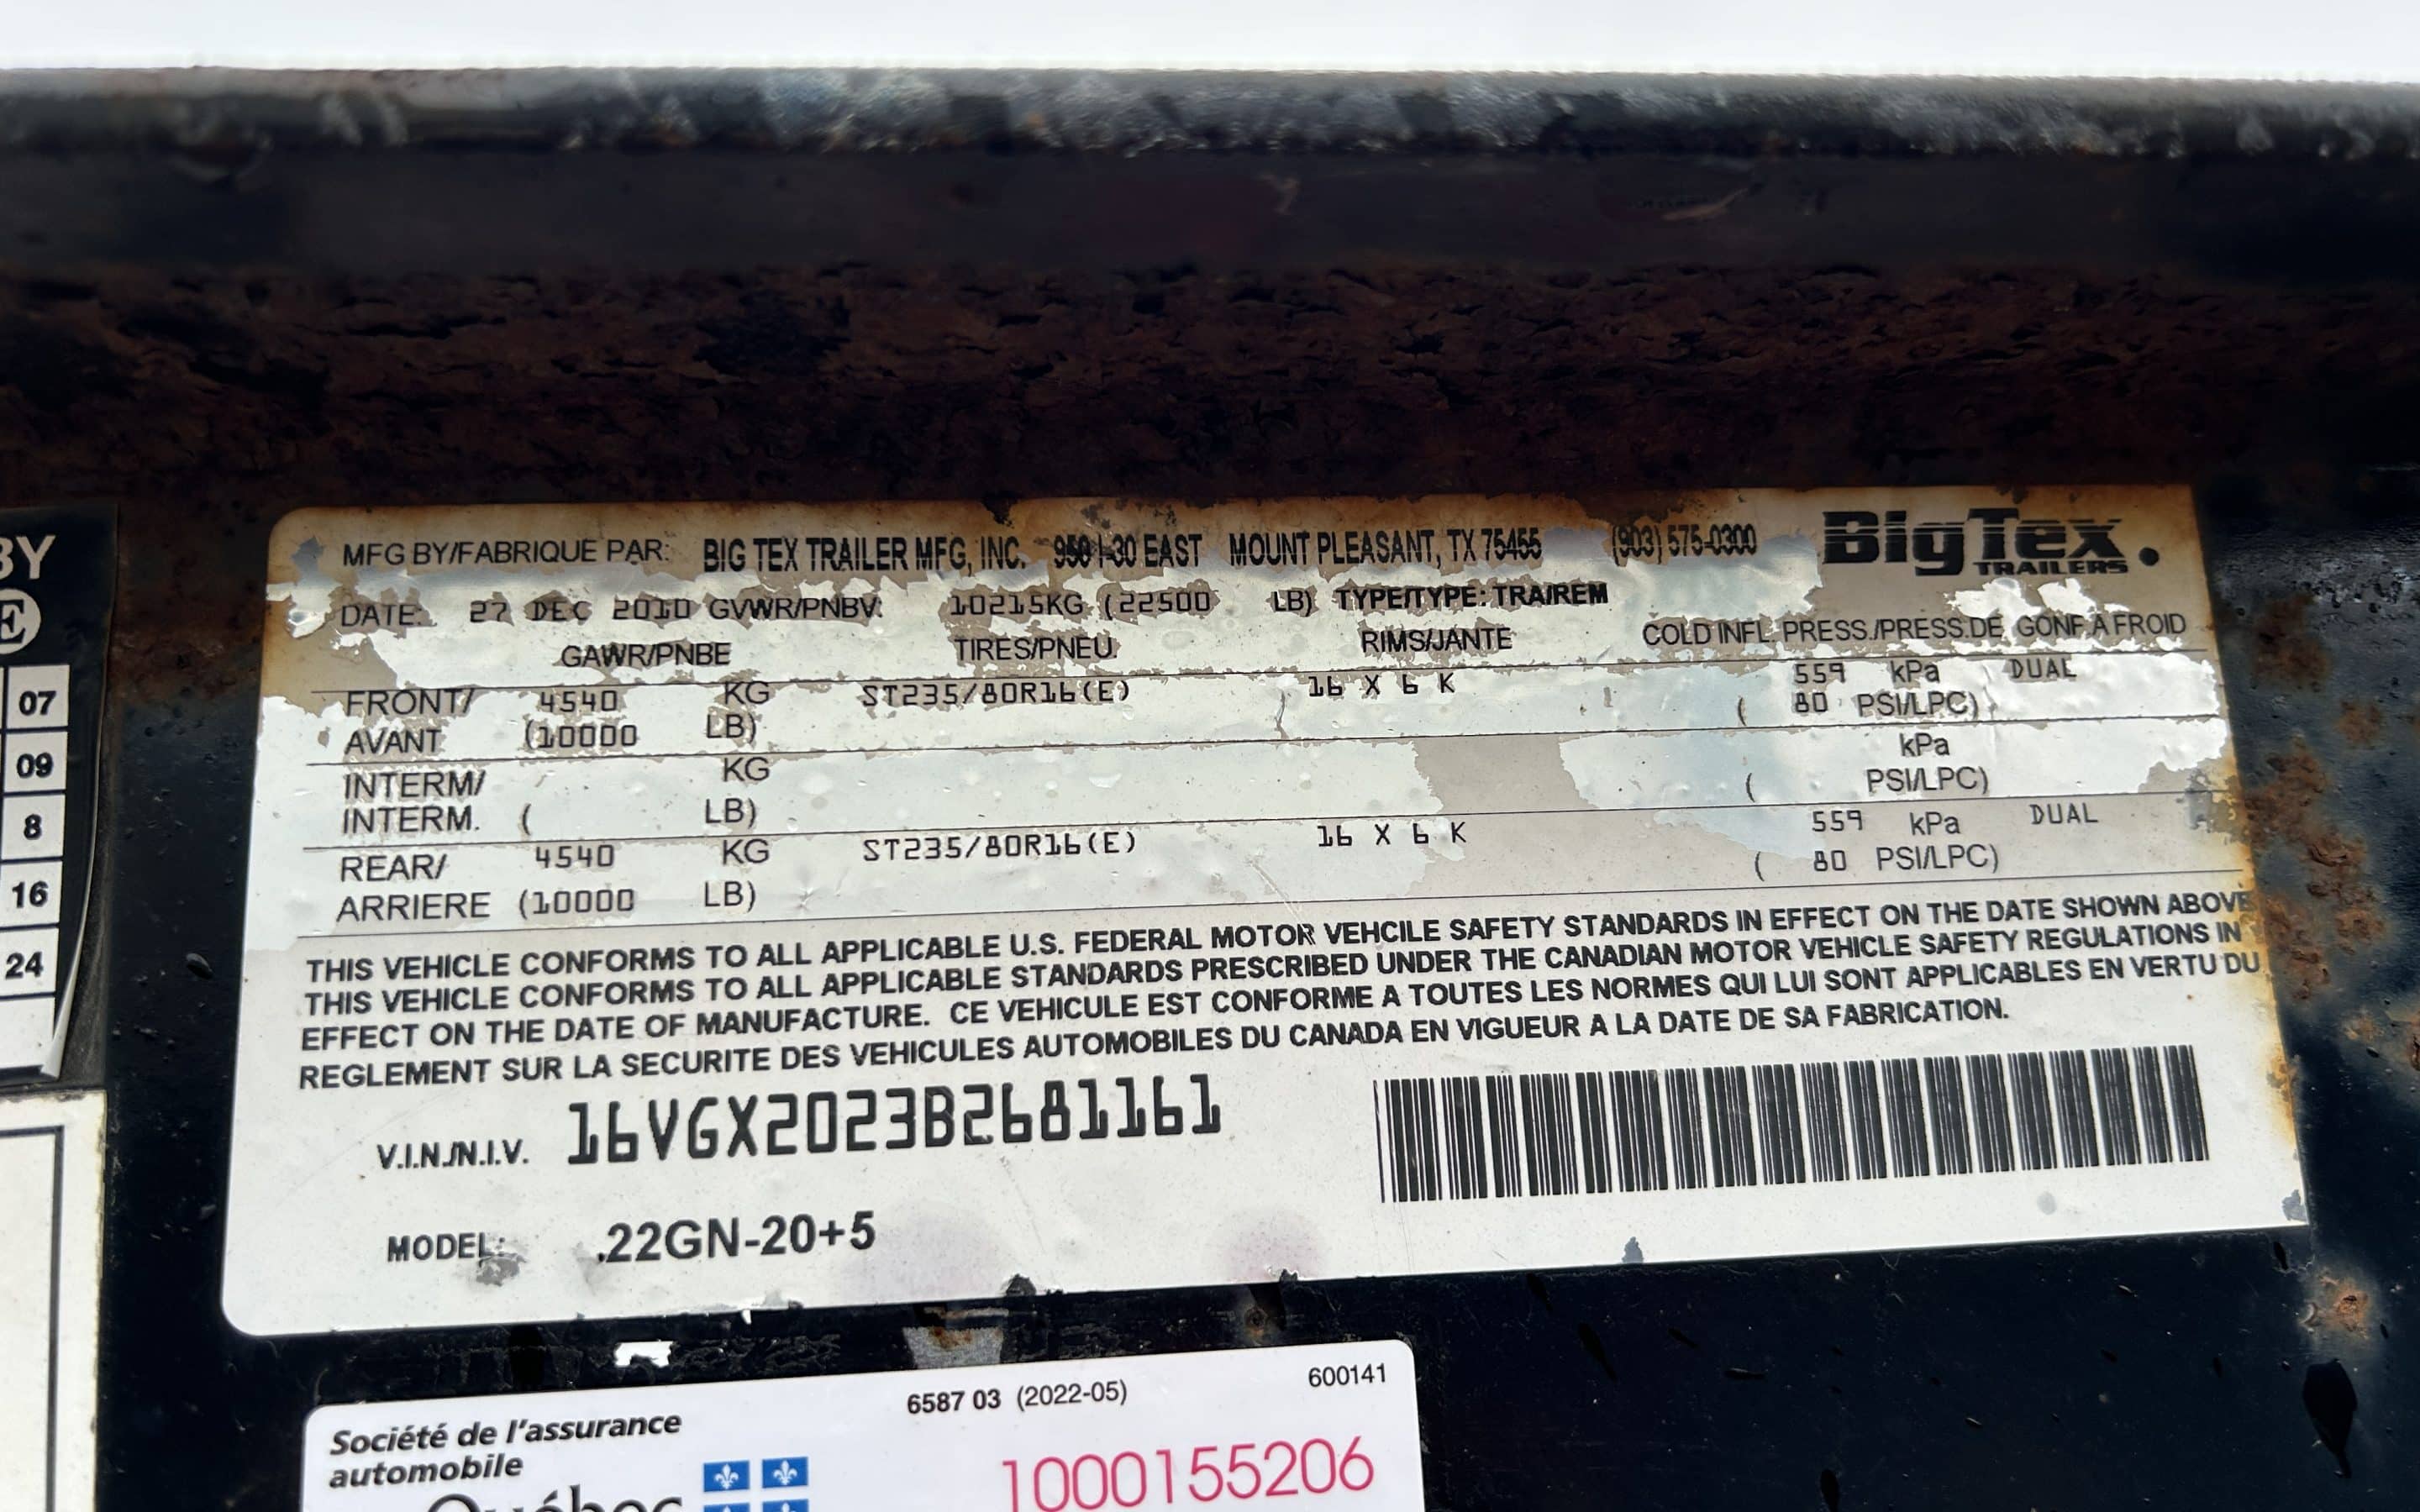 BY
E
07
09
8
16
24
MFG BY/FABRIQUE PAR: BIG TEX TRAILER MFG, INC. 950 I-30 EAST MOUNT PLEASANT, TX 75455 (903) 575-0300 BigTex TRAILERS
DATE: 27 DEC 2010 GVWR/PNBV: 10215KG (22500 LB) TYPE/TYPE: TRA/REM
GAWR/PNBE TIRES/PNEU RIMS/JANTE COLD INFL. PRESS./PRESS.DE. GONF.A FROID
FRONT/ 4540 KG ST235/80R16(E) 16 X 6 K 559 kPa DUAL
AVANT (10000 LB) ( 80 PSI/LPC)
INTERM/ KG kPa
INTERM. ( LB) ( PSI/LPC)
REAR/ 4540 KG ST235/80R16(E) 16 X 6 K 559 kPa DUAL
ARRIERE (10000 LB) ( 80 PSI/LPC)
THIS VEHICLE CONFORMS TO ALL APPLICABLE U.S. FEDERAL MOTOR VEHCILE SAFETY STANDARDS IN EFFECT ON THE DATE SHOWN ABOVE
THIS VEHICLE CONFORMS TO ALL APPLICABLE STANDARDS PRESCRIBED UNDER THE CANADIAN MOTOR VEHICLE SAFETY REGULATIONS IN
EFFECT ON THE DATE OF MANUFACTURE. CE VEHICULE EST CONFORME A TOUTES LES NORMES QUI LUI SONT APPLICABLES EN VERTU DU
REGLEMENT SUR LA SECURITE DES VEHICULES AUTOMOBILES DU CANADA EN VIGUEUR A LA DATE DE SA FABRICATION.
V.I.N./N.I.V. 16VGX2023B2681161
MODEL: .22GN-20+5
6587 03 (2022-05) 600141
Société de l'assurance
automobile
Québec
1000155206